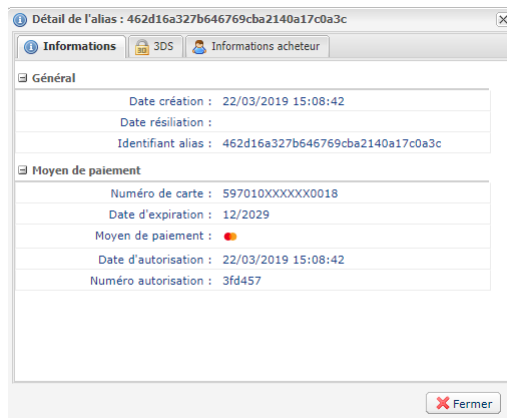 Détail de l'alias : 462d16a327b646769cba2140a17c0a3c
Informations 3DS Informations acheteur
Général
Date création : 22/03/2019 15:08:42
Date résiliation :
Identifiant alias : 462d16a327b646769cba2140a17c0a3c
Moyen de paiement
Numéro de carte : 597010XXXXXX0018
Date d'expiration : 12/2029
Moyen de paiement :
Date d'autorisation : 22/03/2019 15:08:42
Numéro autorisation : 3fd457
Fermer